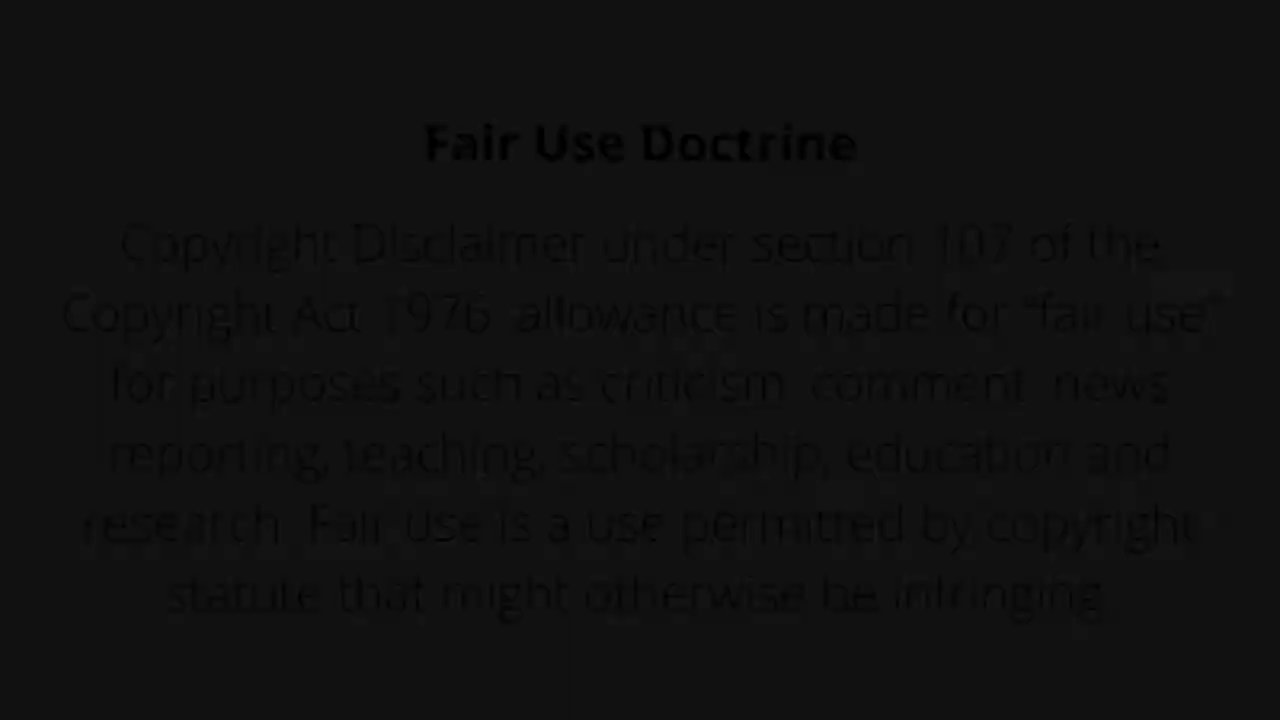 Fair Use Doctrine
Copyright Disclaimer under section 107 of the
Copyright Act 1976, allowance is made for “fair use”
for purposes such as criticism, comment, news
reporting, teaching, scholarship, education and
research. Fair use is a use permitted by copyright
statute that might otherwise be infringing.